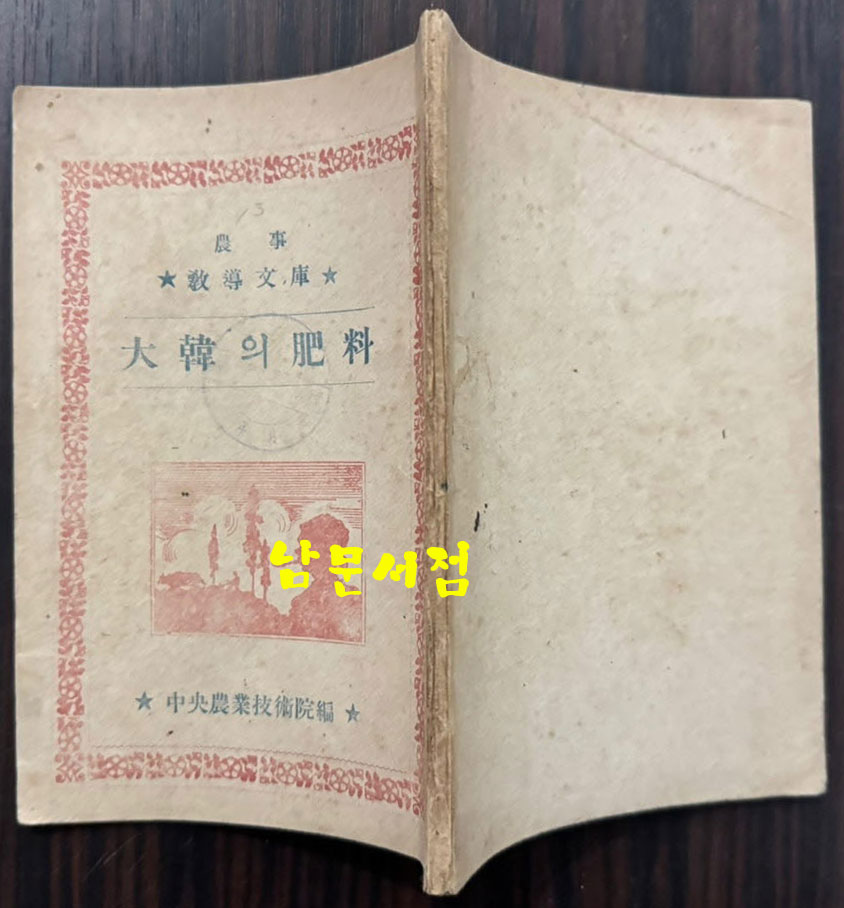 13
農事
★ 敎導文庫 ★
大韓의肥料
남문서점
★ 中央農業技術院編 ★